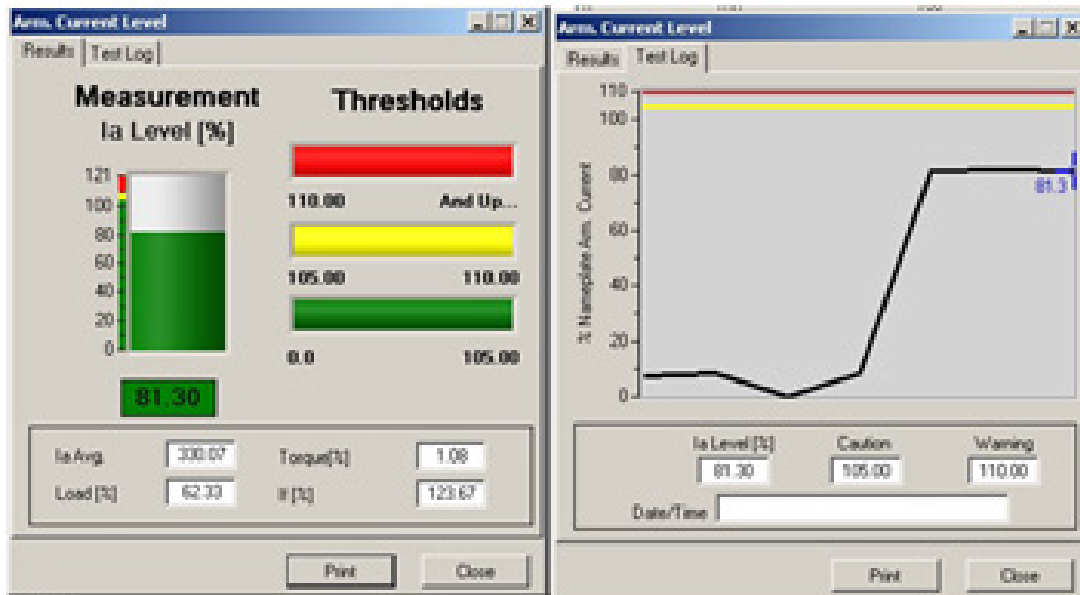 Arm. Current Level
Results Test Log
Measurement
Ia Level [%]
121
100
80
60
40
20
0
81.30
Thresholds
110.00 And Up...
105.00 110.00
0.0 105.00
Ia Avg. 330.07 Torque[%] 1.08
Load [%] 62.33 If [%] 123.67
Print Close
Arm. Current Level
Results Test Log
% Nameplate Arm. Current
110
100
80
60
40
20
0
81.3
Ia Level [%] Caution Warning
81.30 105.00 110.00
Date/Time
Print Close